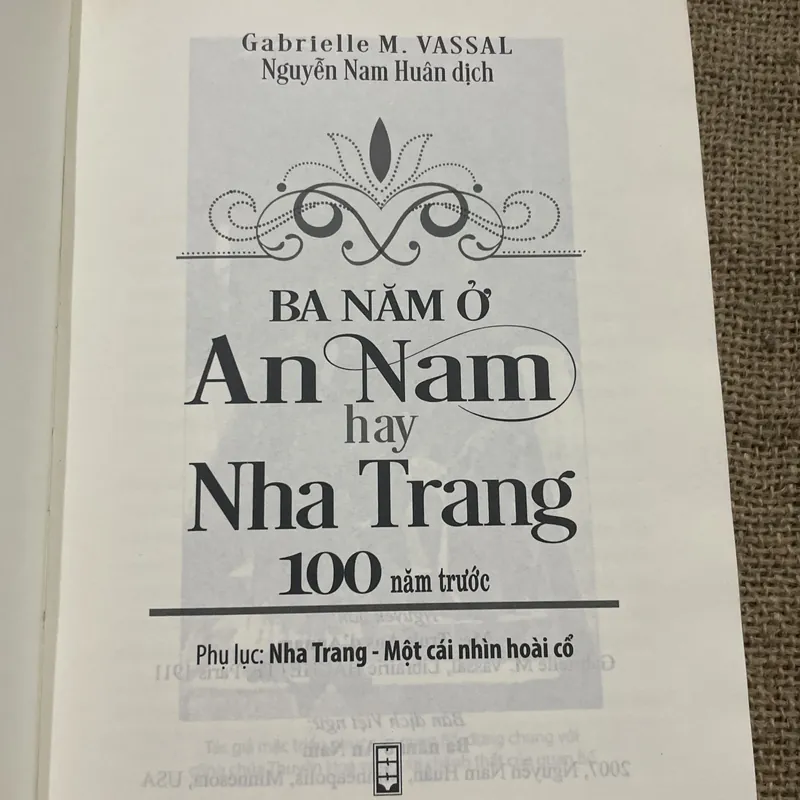 Gabrielle M. VASSAL
Nguyễn Nam Huân dịch
BA NĂM Ở
An Nam
hay
Nha Trang
100 năm trước
Phụ lục: Nha Trang - Một cái nhìn hoài cổ